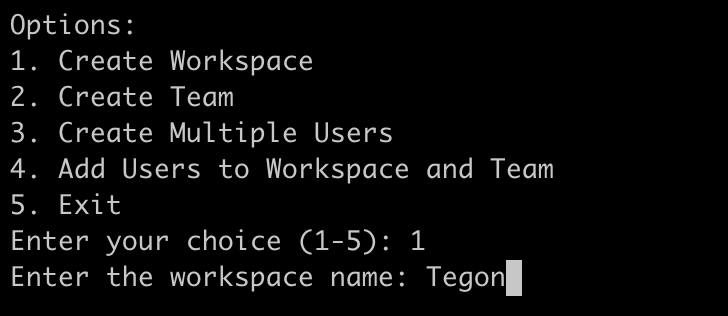 Options:
1. Create Workspace
2. Create Team
3. Create Multiple Users
4. Add Users to Workspace and Team
5. Exit
Enter your choice (1-5): 1
Enter the workspace name: Tegon